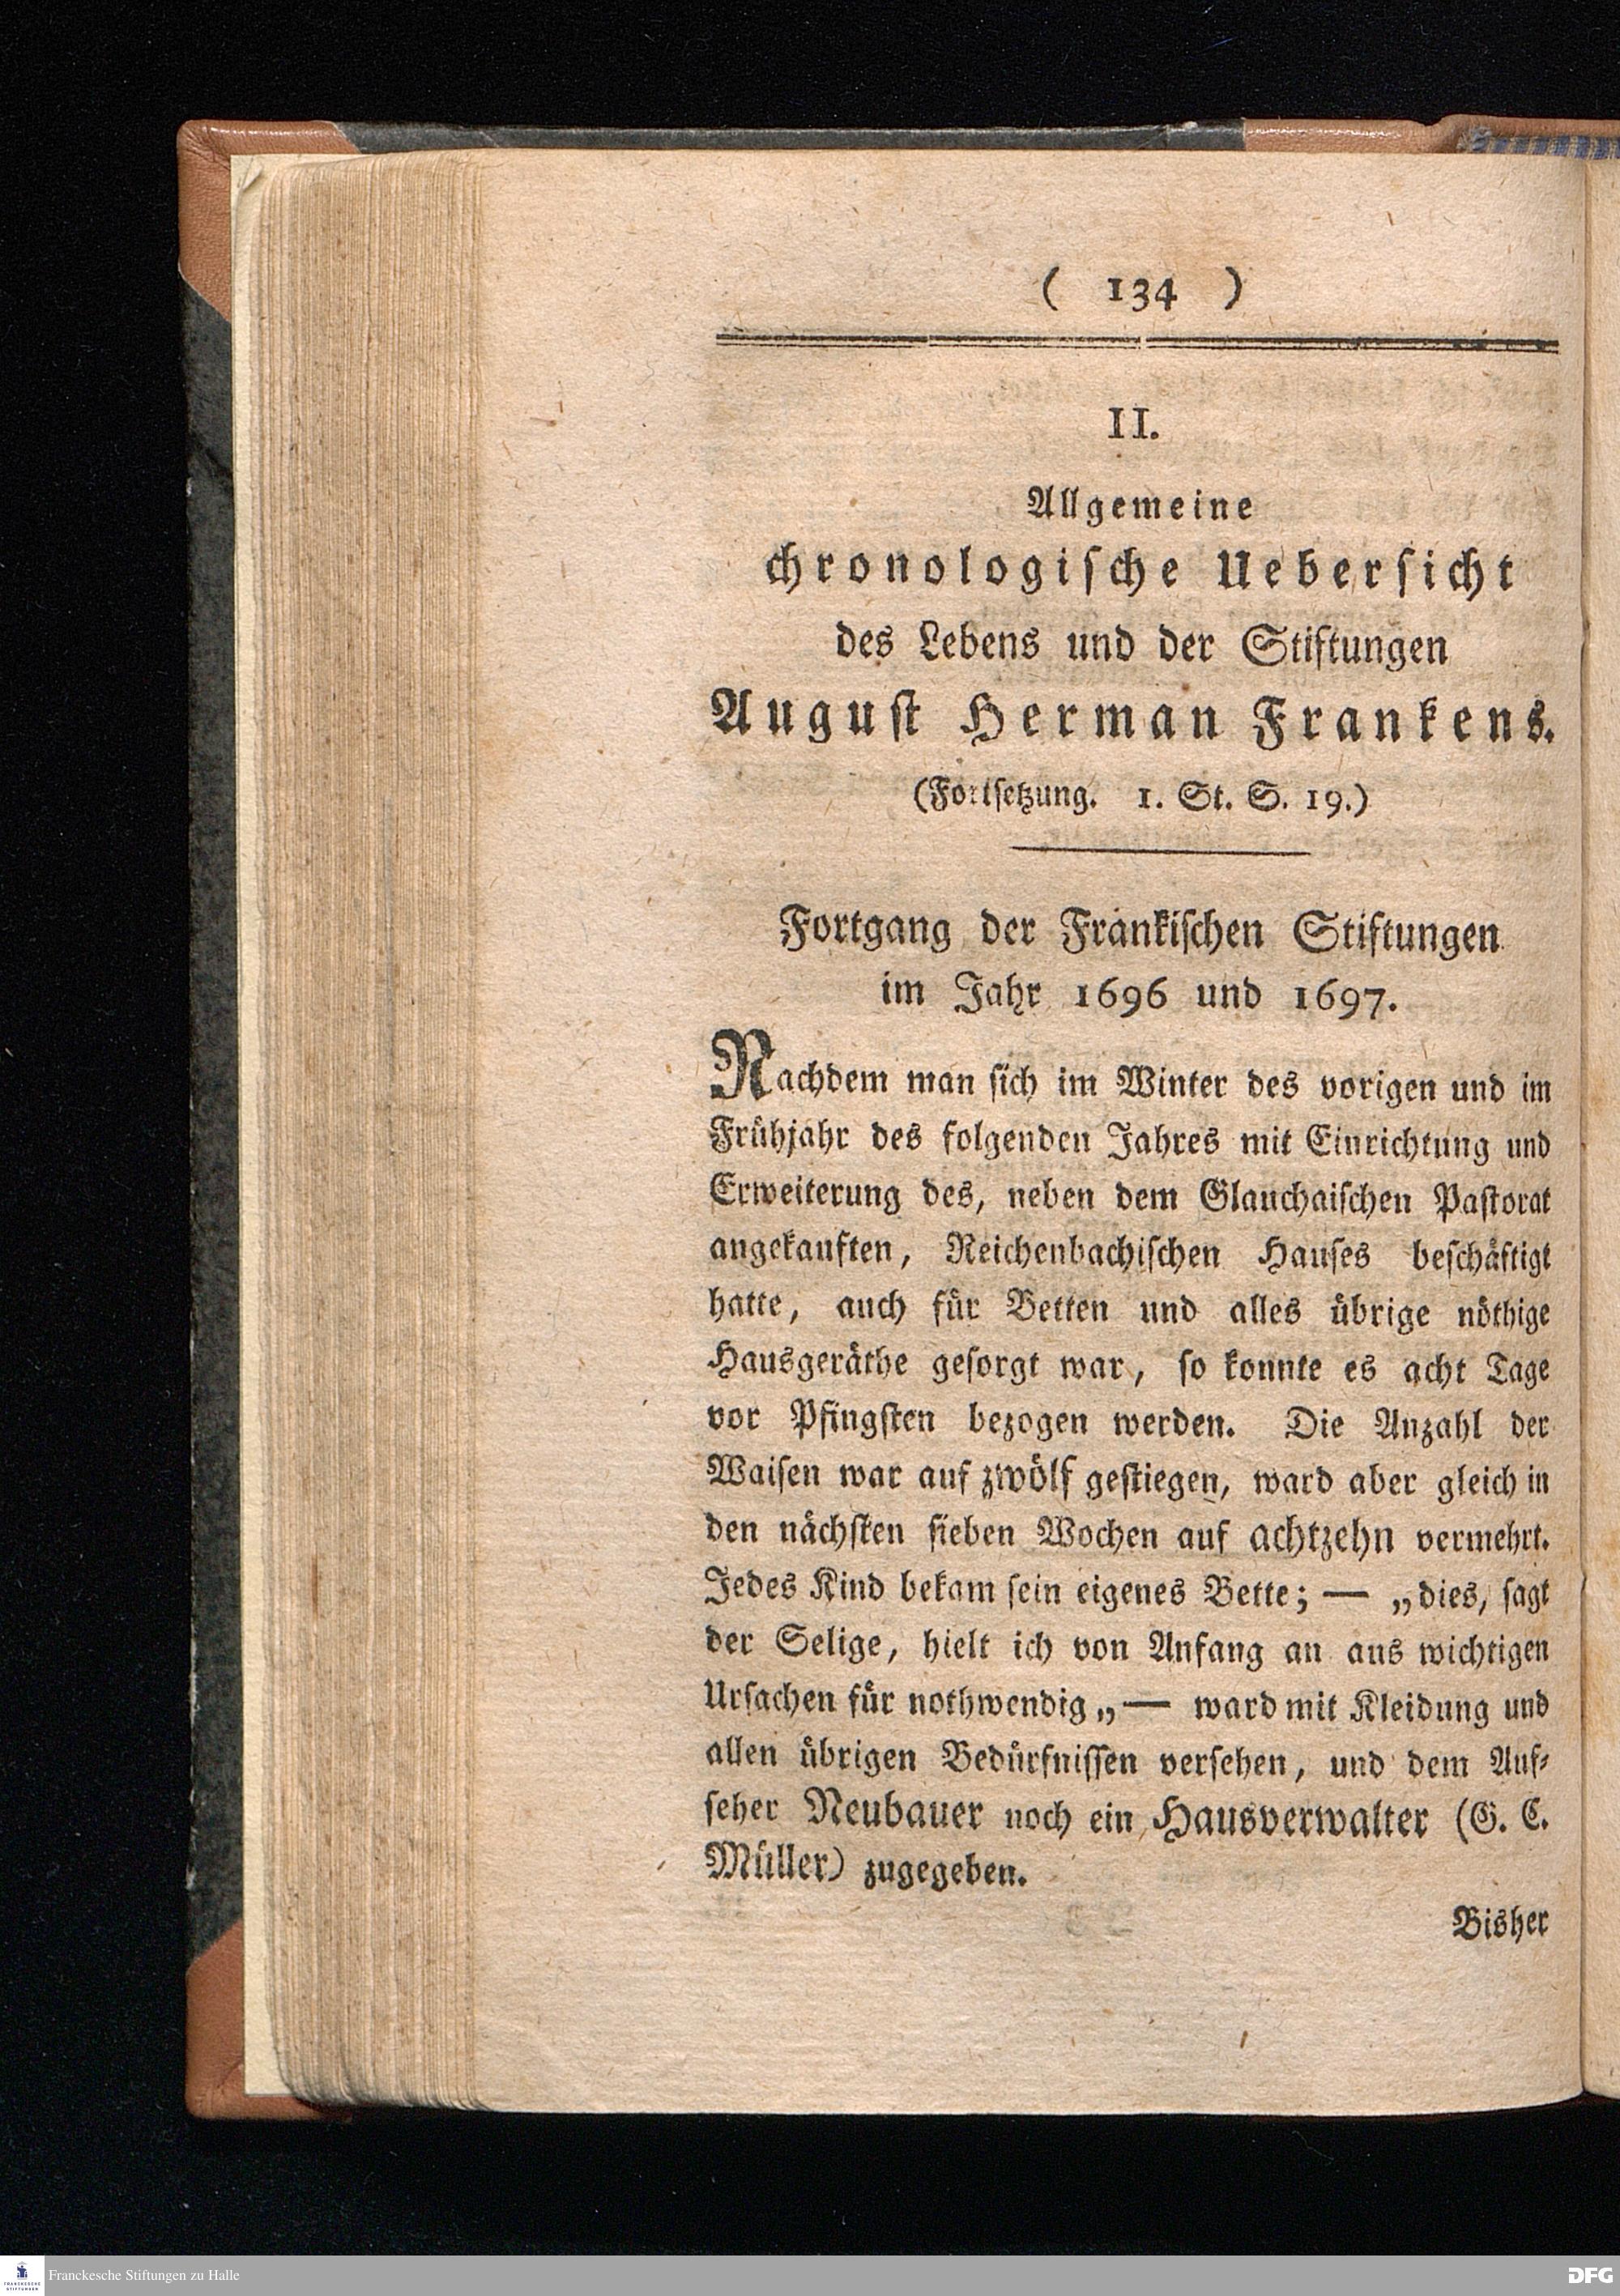 ( 134 )
II.
Allgemeine
chronologische Uebersicht
des Lebens und der Stiftungen
August Herman Frankens.
(Fortsetzung. 1. St. S. 19.)
Fortgang der Frankischen Stiftungen
im Jahr 1696 und 1697.
Nachdem man sich im Winter des vorigen und im
Frühjahr des folgenden Jahres mit Einrichtung und
Erweiterung des, neben dem Glauchaischen Pastorat
angekauften, Reichenbachischen Hauses beschäftigt
hatte, auch für Betten und alles übrige nöthige
Hausgeräthe gesorgt war, so konnte es acht Tage
vor Pfingsten bezogen werden. Die Anzahl der
Waisen war auf zwölf gestiegen, ward aber gleich in
den nächsten sieben Wochen auf achtzehn vermehrt.
Jedes Kind bekam sein eigenes Bette; — „dies, sagt
der Selige, hielt ich von Anfang an aus wichtigen
Ursachen für nothwendig„ — ward mit Kleidung und
allen übrigen Bedürfnissen versehen, und dem Auf-
seher Neubauer noch ein Hausverwalter (G. C.
Müller) zugegeben.
Bisher
FRANCKESCHE STIFTUNGEN
Franckesche Stiftungen zu Halle
DFG